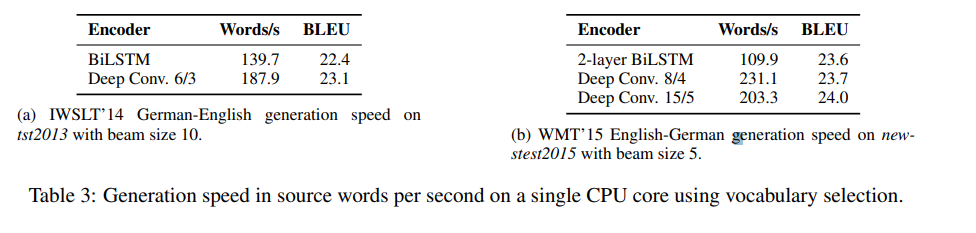 Encoder Words/s BLEU
BiLSTM 139.7 22.4
Deep Conv. 6/3 187.9 23.1
(a) IWSLT'14 German-English generation speed on
tst2013 with beam size 10.
Encoder Words/s BLEU
2-layer BiLSTM 109.9 23.6
Deep Conv. 8/4 231.1 23.7
Deep Conv. 15/5 203.3 24.0
(b) WMT'15 English-German generation speed on new-
stest2015 with beam size 5.
Table 3: Generation speed in source words per second on a single CPU core using vocabulary selection.